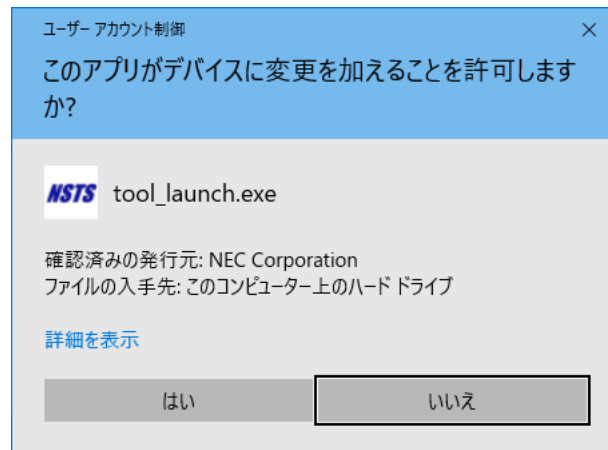 ユーザー アカウント制御
このアプリがデバイスに変更を加えることを許可します
か?
NSTS tool_launch.exe
確認済みの発行元: NEC Corporation
ファイルの入手先: このコンピューター上のハード ドライブ
詳細を表示
はい いいえ